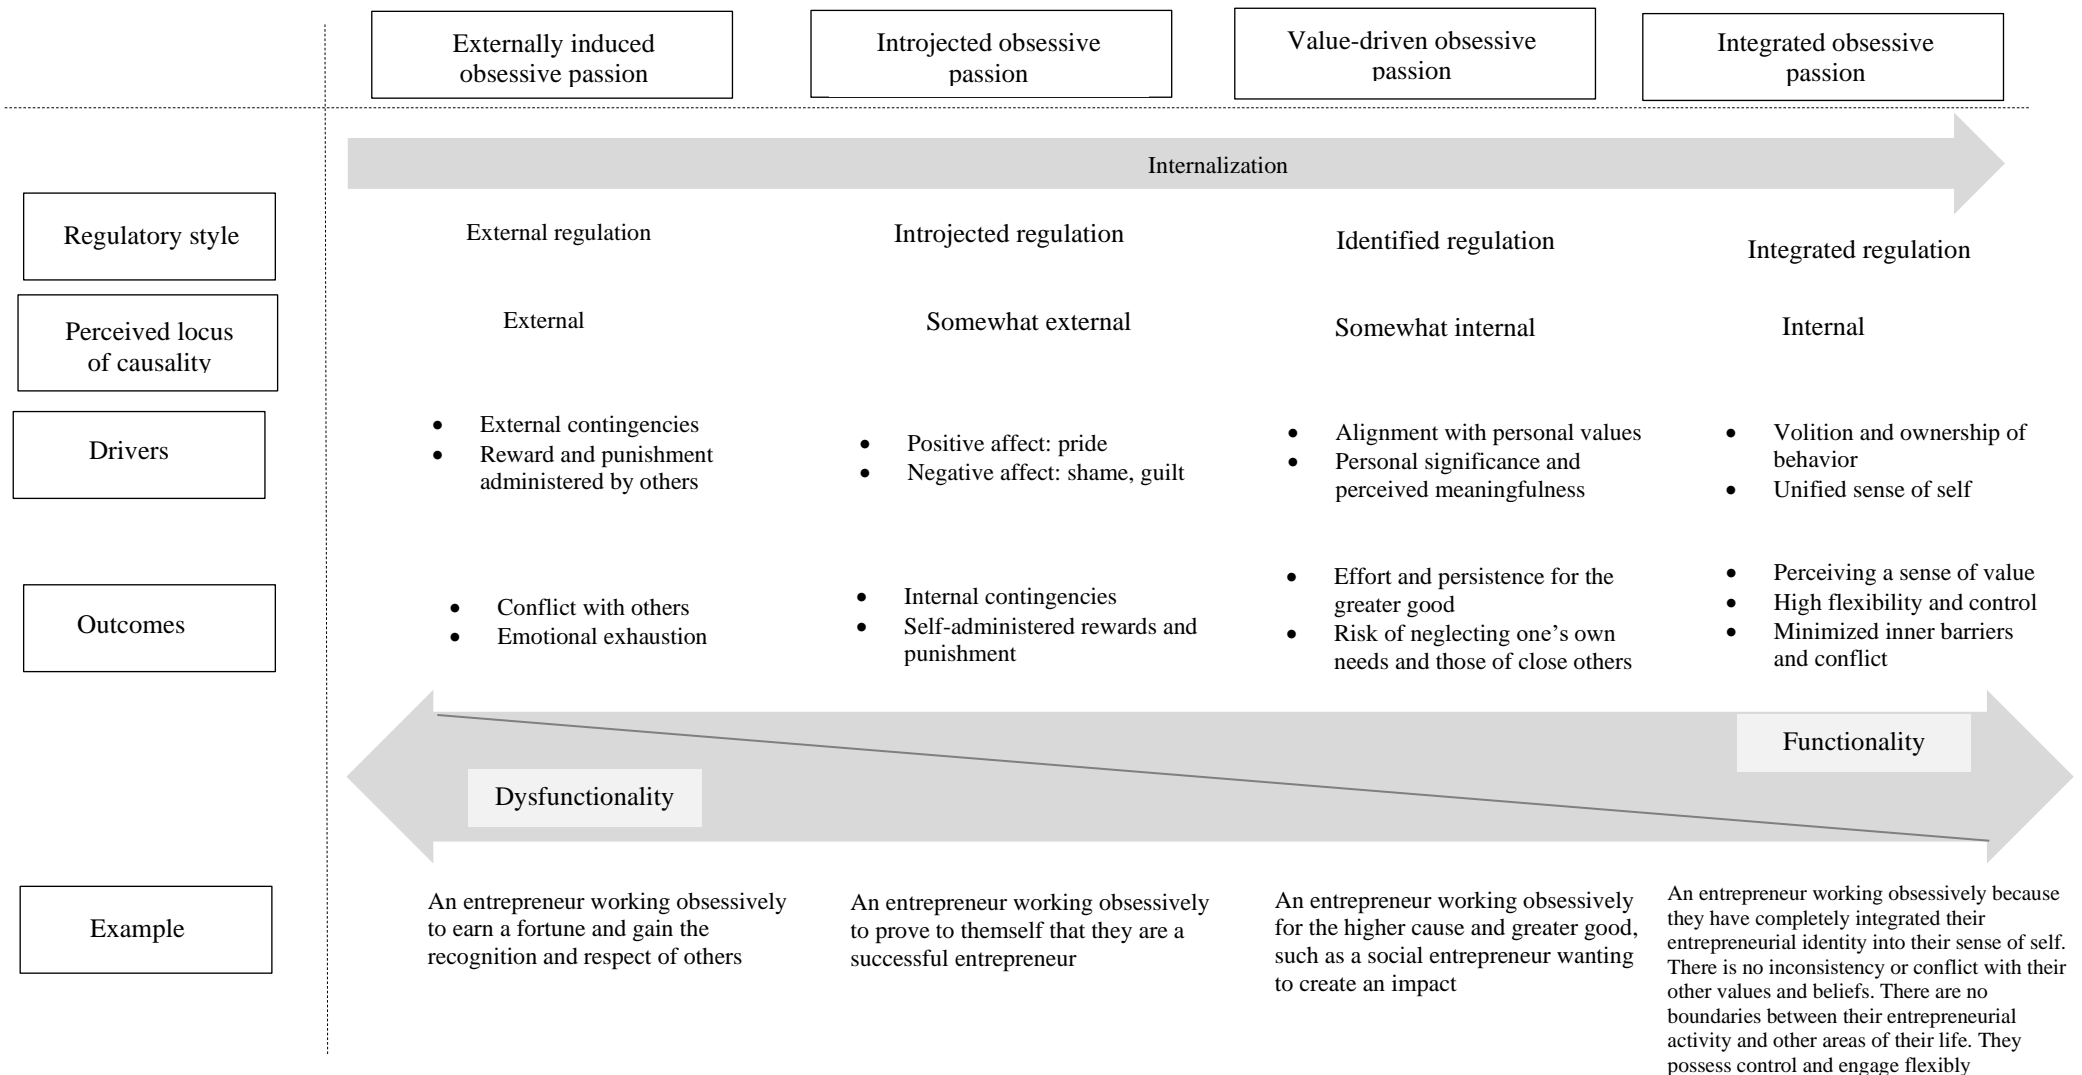 Externally induced
obsessive passion
Introjected obsessive
passion
Value-driven obsessive
passion
Integrated obsessive
passion
Internalization
Regulatory style
External regulation
Introjected regulation
Identified regulation
Integrated regulation
Perceived locus
of causality
External
Somewhat external
Somewhat internal
Internal
Drivers
• External contingencies
• Reward and punishment
administered by others
• Positive affect: pride
• Negative affect: shame, guilt
• Alignment with personal values
• Personal significance and
perceived meaningfulness
• Volition and ownership of
behavior
• Unified sense of self
Outcomes
• Conflict with others
• Emotional exhaustion
• Internal contingencies
• Self-administered rewards and
punishment
• Effort and persistence for the
greater good
• Risk of neglecting one’s own
needs and those of close others
• Perceiving a sense of value
• High flexibility and control
• Minimized inner barriers
and conflict
Dysfunctionality
Functionality
Example
An entrepreneur working obsessively
to earn a fortune and gain the
recognition and respect of others
An entrepreneur working obsessively
to prove to themself that they are a
successful entrepreneur
An entrepreneur working obsessively
for the higher cause and greater good,
such as a social entrepreneur wanting
to create an impact
An entrepreneur working obsessively because
they have completely integrated their
entrepreneurial identity into their sense of self.
There is no inconsistency or conflict with their
other values and beliefs. There are no
boundaries between their entrepreneurial
activity and other areas of their life. They
possess control and engage flexibly